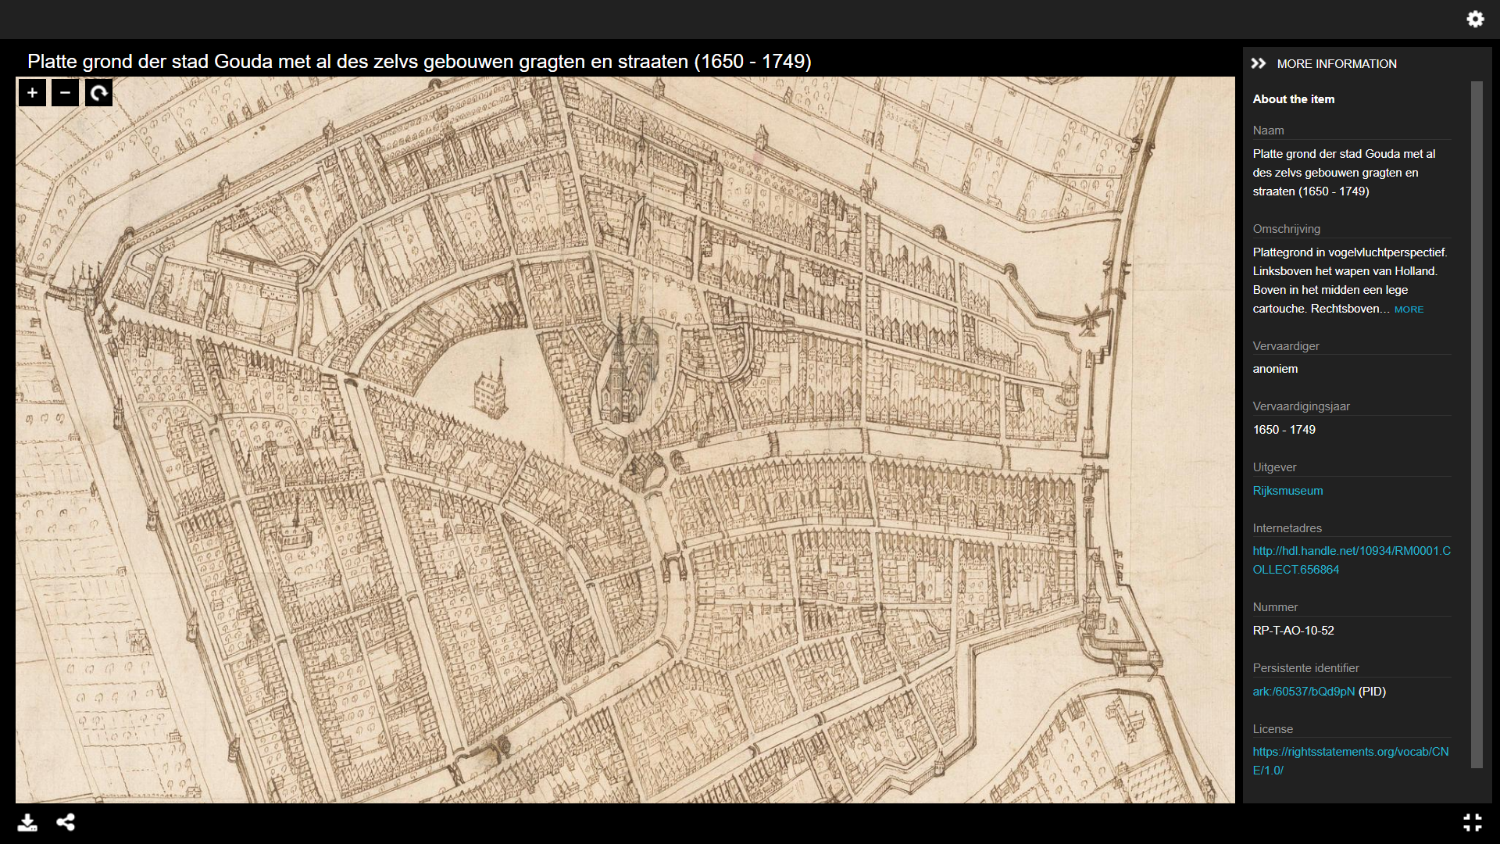 Platte grond der stad Gouda met al des zelvs gebouwen gragten en straaten (1650 - 1749)
MORE INFORMATION
About the item
Naam
Platte grond der stad Gouda met al
des zelvs gebouwen gragten en
straaten (1650 - 1749)
Omschrijving
Plattegrond in vogelvluchtperspectief.
Linksboven het wapen van Holland.
Boven in het midden een lege
cartouche. Rechtsboven... MORE
Vervaardiger
anoniem
Vervaardigingsjaar
1650 - 1749
Uitgever
Rijksmuseum
Internetadres
http://hdl.handle.net/10934/RM0001.C
OLLECT.656864
Nummer
RP-T-AO-10-52
Persistente identifier
ark:/60537/bQd9pN (PID)
License
https://rightsstatements.org/vocab/CN
E/1.0/